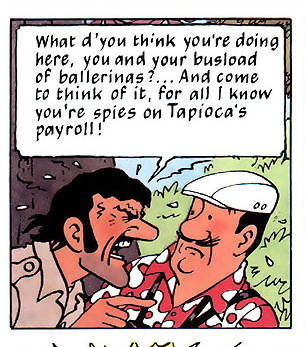 What d'you think you're doing
here, you and your busload
of ballerinas?... And come
to think of it, for all I know
you're spies on Tapioca's
payroll!